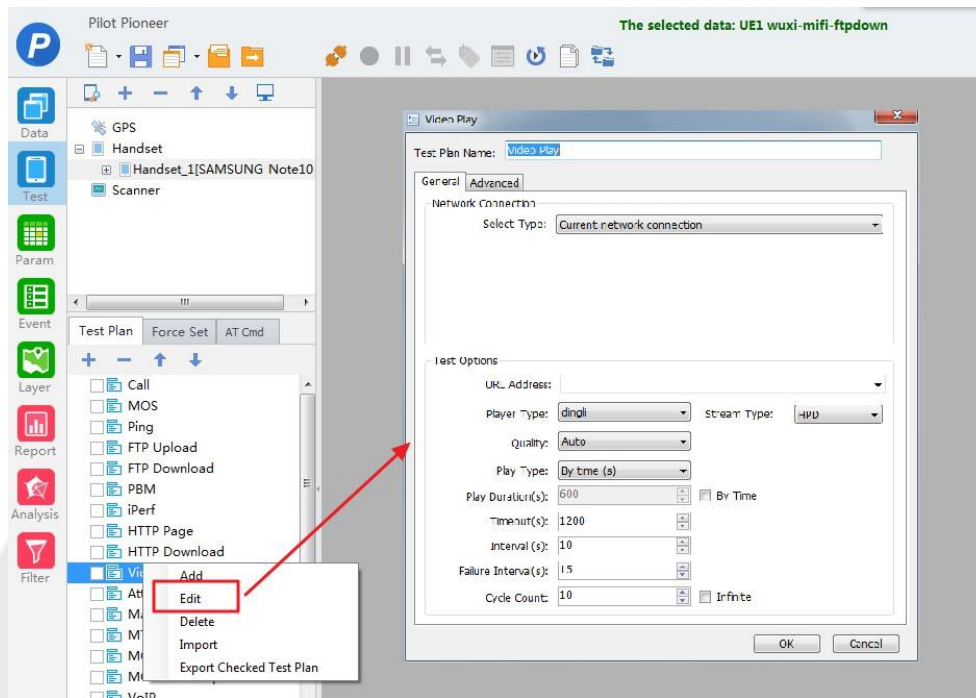 Pilot Pioneer
The selected data: UE1 wuxi-mifi-ftpdown
P
Data
Test
Param
Event
Layer
Report
Analysis
Filter
GPS
Handset
Handset_1[SAMSUNG Note10
Scanner
Test Plan Force Set AT Cmd
Call
MOS
Ping
FTP Upload
FTP Download
PBM
iPerf
HTTP Page
HTTP Download
Add
Edit
Delete
Import
Export Checked Test Plan
VoIP
Video Play
Test Plan Name: Video Play
General Advanced
Network Connection
Select Type: Current network connection
Test Options
URL Address:
Player Type: dingli Stream Type: HPD
Quality: Auto
Play Type: By time (s)
Play Duration(s): 600 By Time
Timeout(s): 1200
Interval (s): 10
Failure Interval(s): 15
Cycle Count: 10 Infinite
OK Cancel